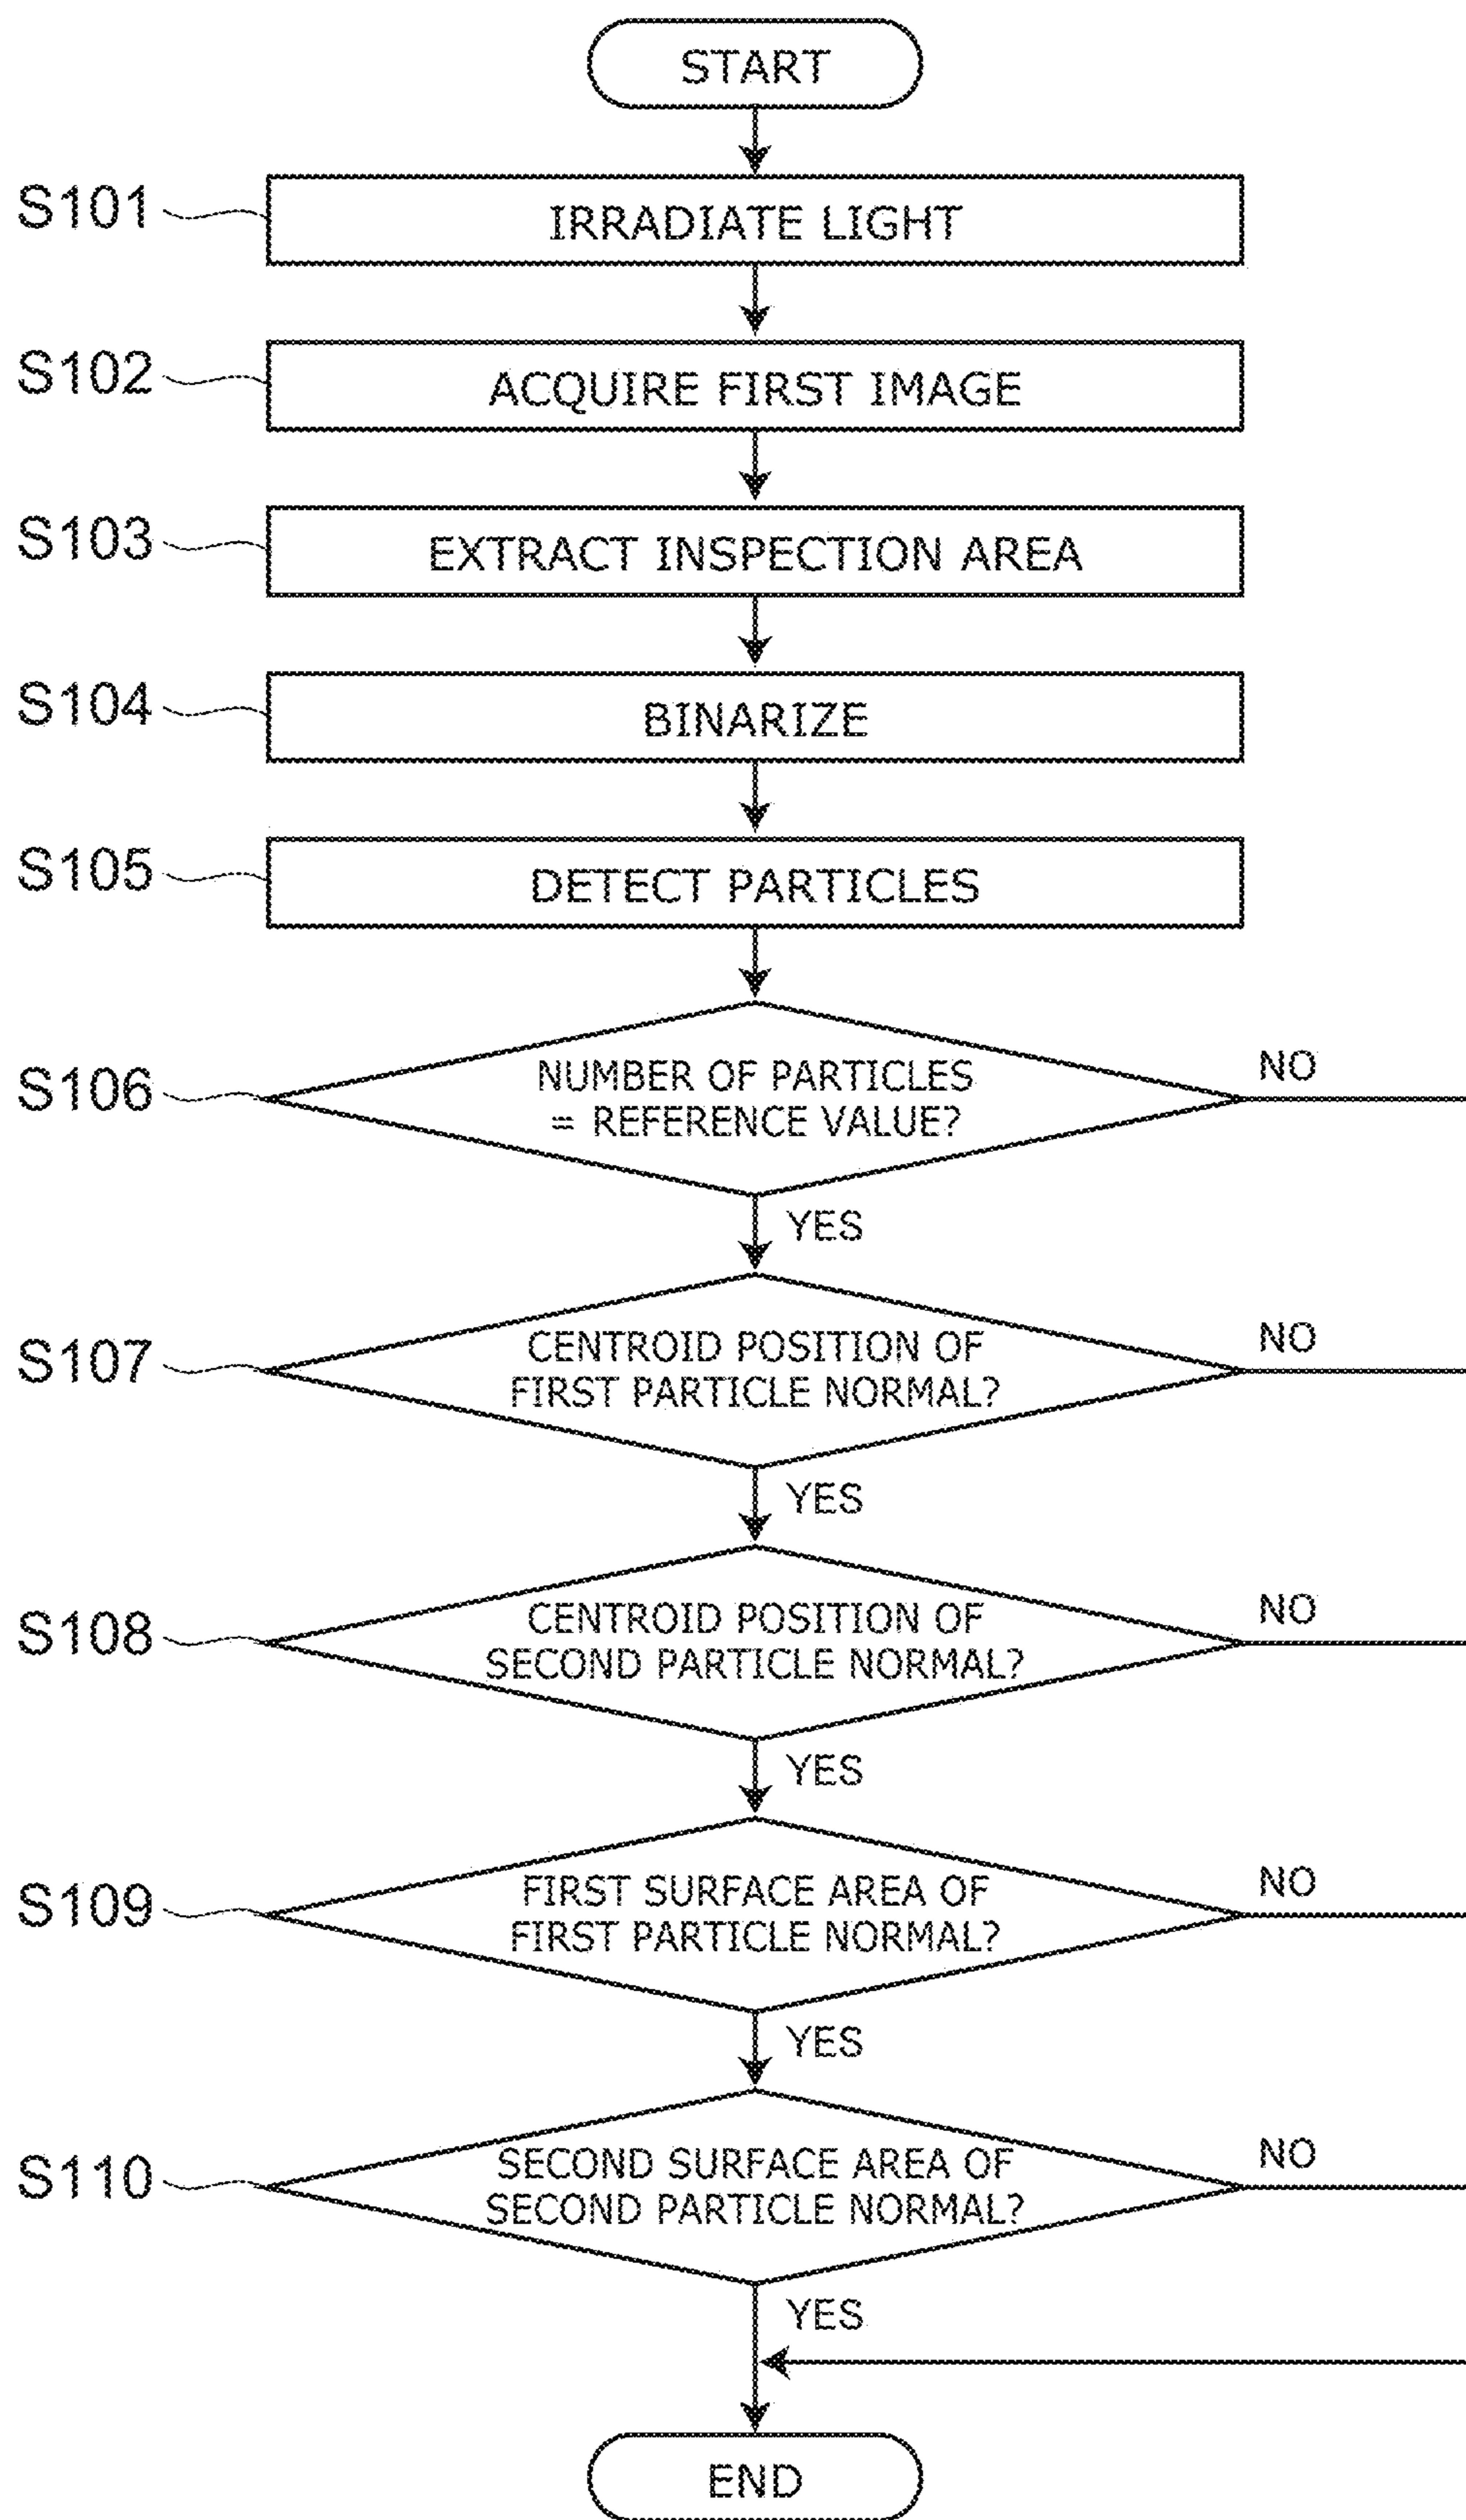 START
S101
IRRADIATE LIGHT
S102
ACQUIRE FIRST IMAGE
S103
EXTRACT INSPECTION AREA
S104
BINARIZE
S105
DETECT PARTICLES
S106
NUMBER OF PARTICLES
= REFERENCE VALUE?
NO
YES
S107
CENTROID POSITION OF
FIRST PARTICLE NORMAL?
NO
YES
S108
CENTROID POSITION OF
SECOND PARTICLE NORMAL?
NO
YES
S109
FIRST SURFACE AREA OF
FIRST PARTICLE NORMAL?
NO
YES
S110
SECOND SURFACE AREA OF
SECOND PARTICLE NORMAL?
NO
YES
END